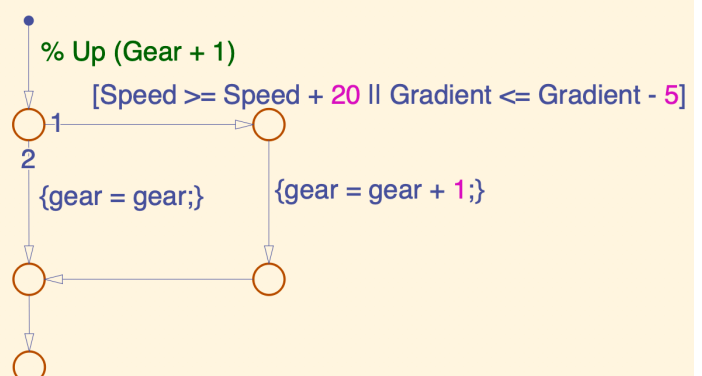 % Up (Gear + 1)
[Speed >= Speed + 20 || Gradient <= Gradient - 5]
1
2
{gear = gear;}
{gear = gear + 1;}